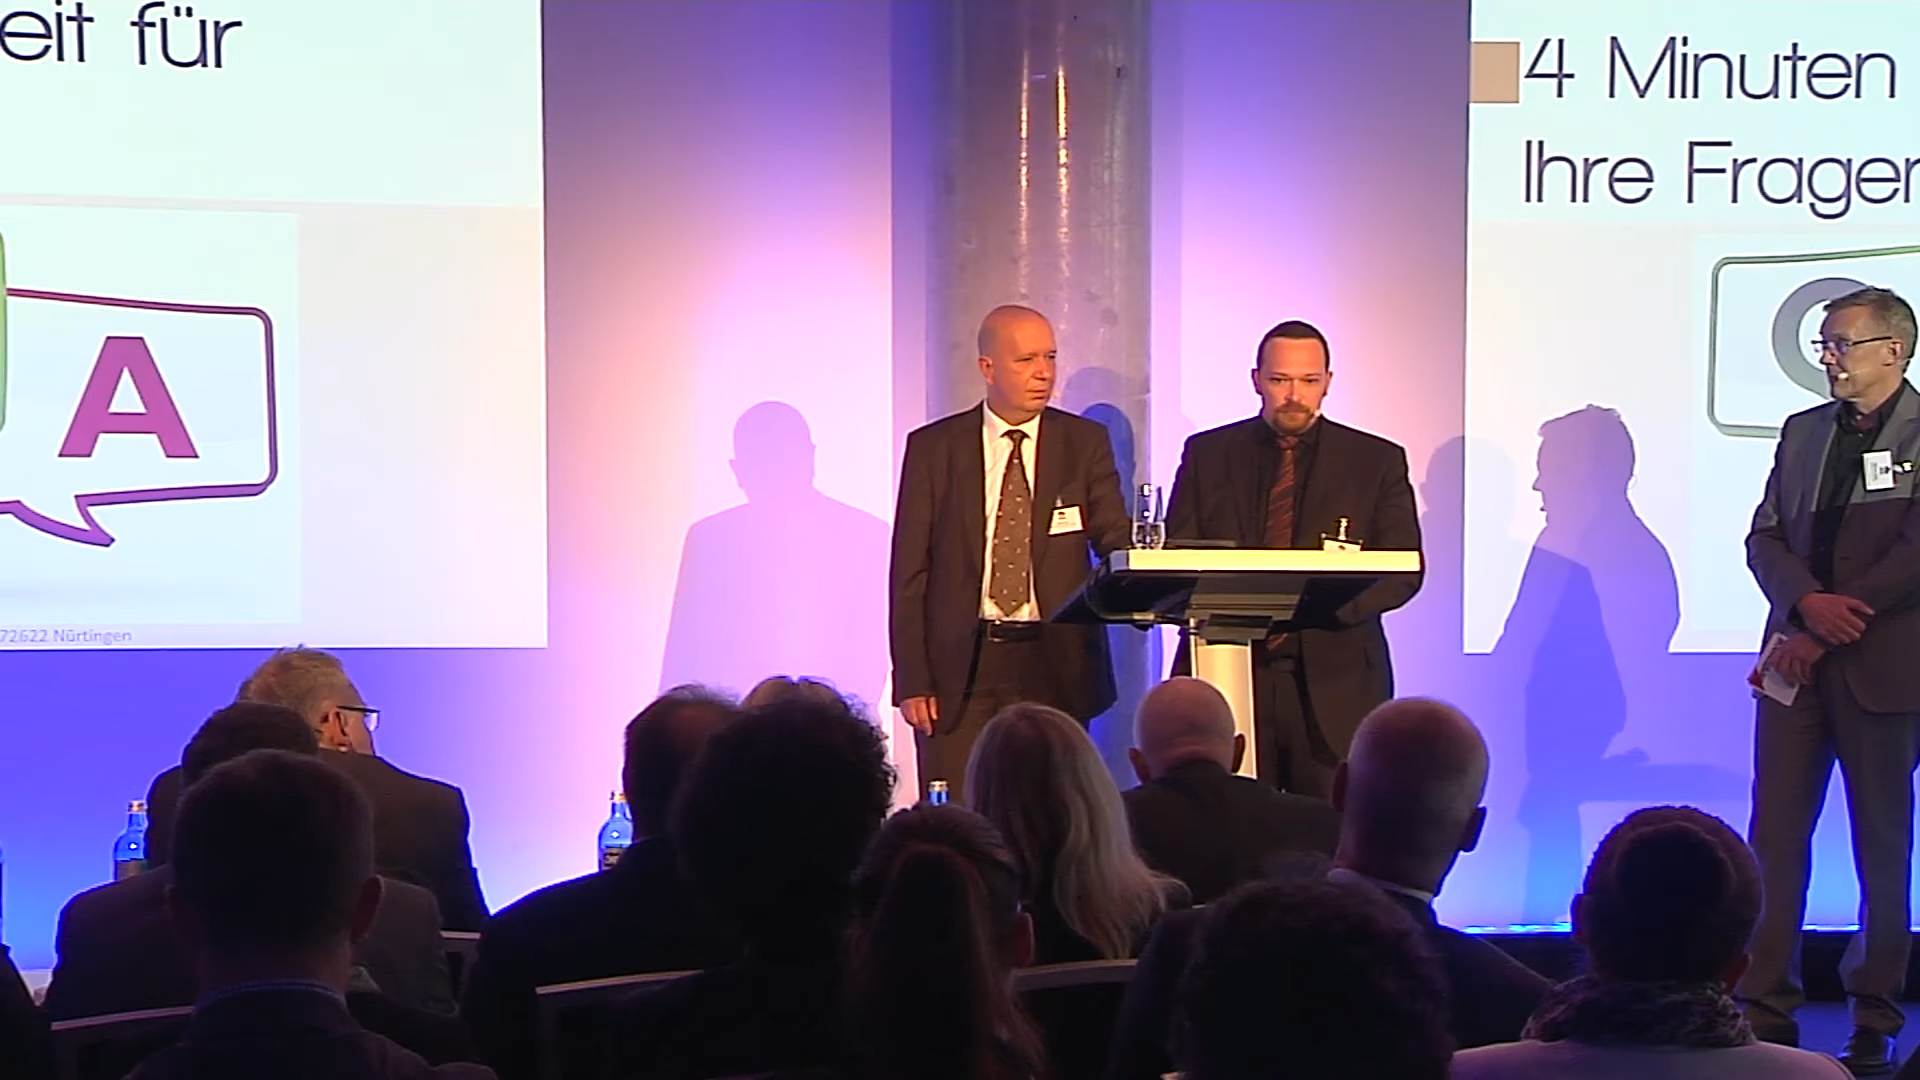 eit für
A
72622 Nürtingen
4 Minuten
Ihre Fragen